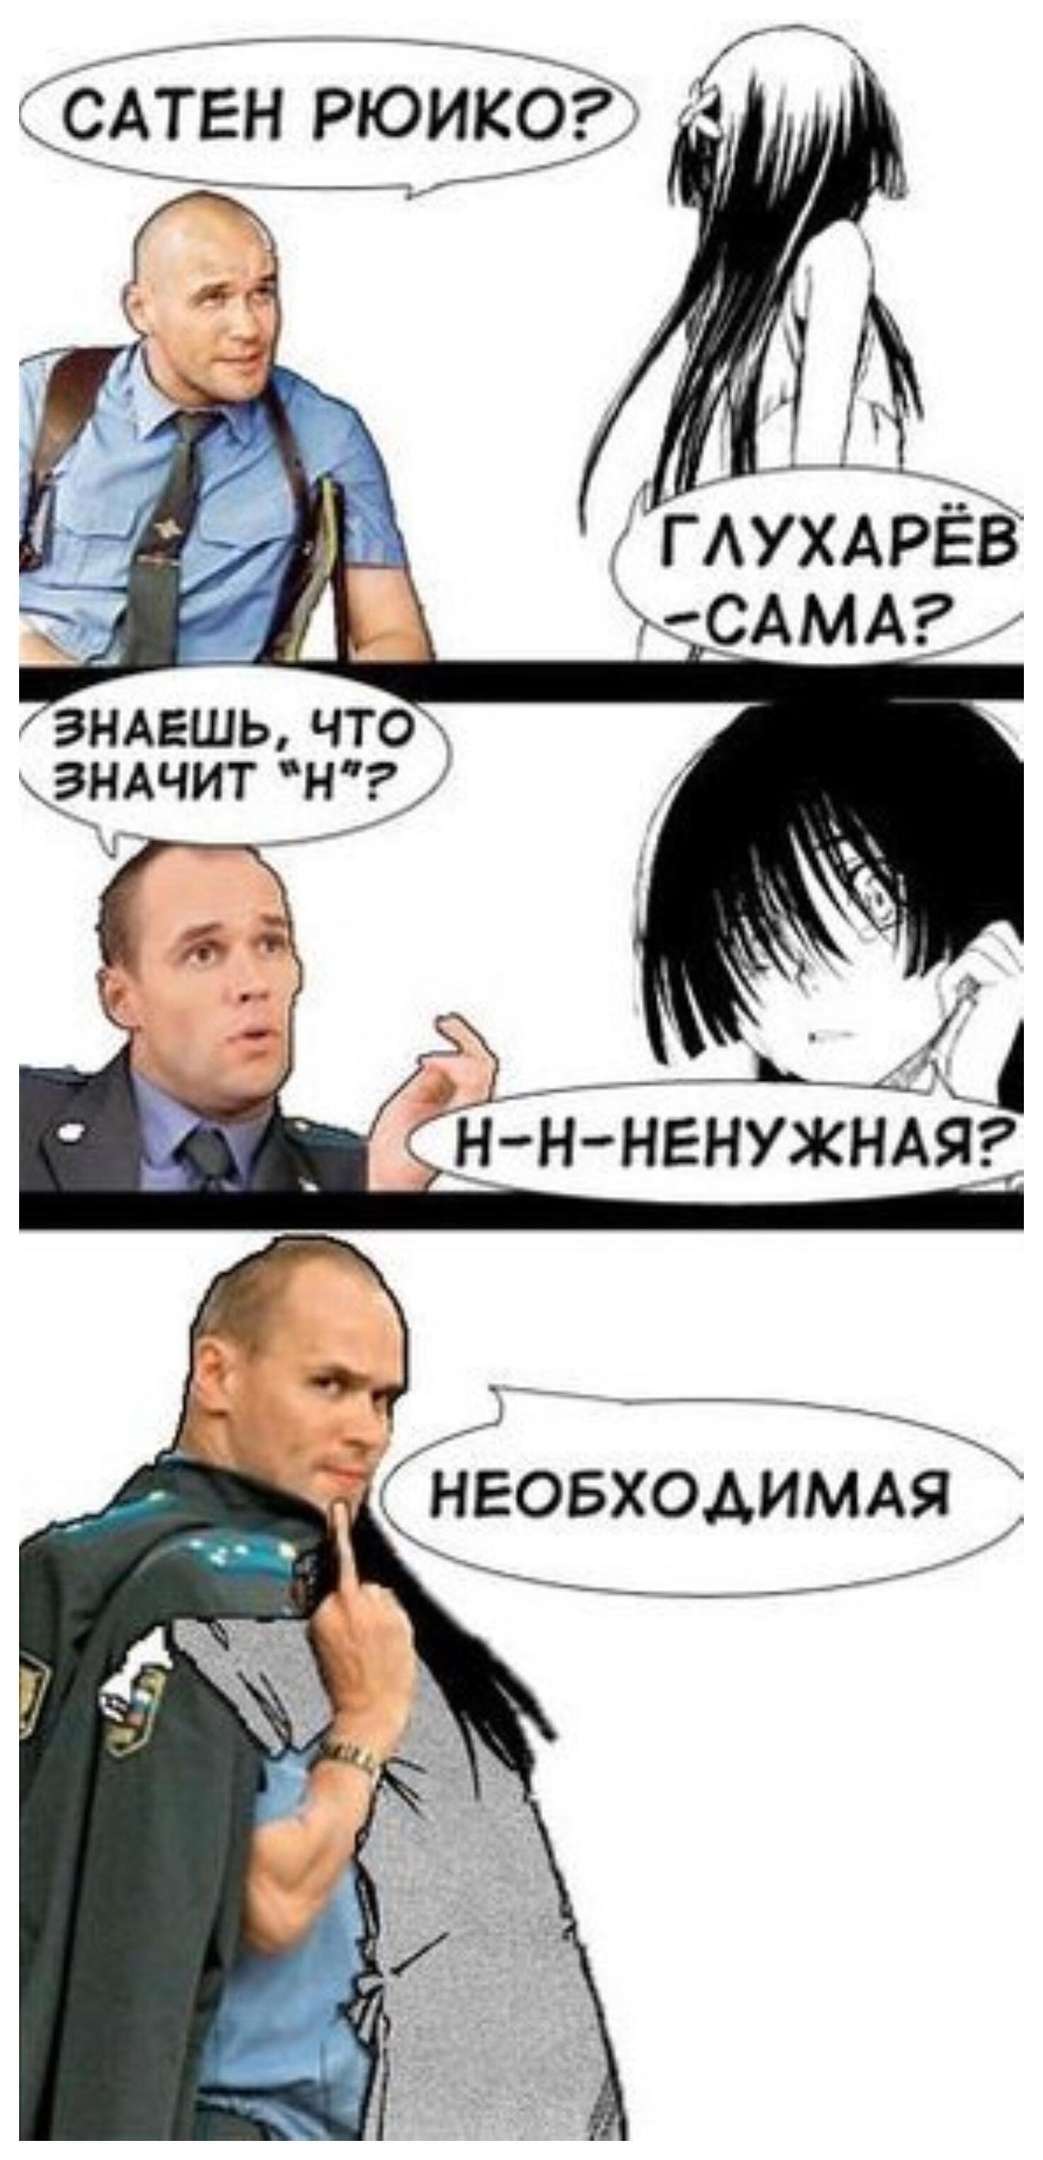 САТЕН РЮИКО?
ГЛУХАРЁВ
-САМА?
ЗНАЕШЬ, ЧТО
ЗНАЧИТ "Н"?
Н-Н-НЕНУЖНАЯ?
НЕОБХОДИМАЯ